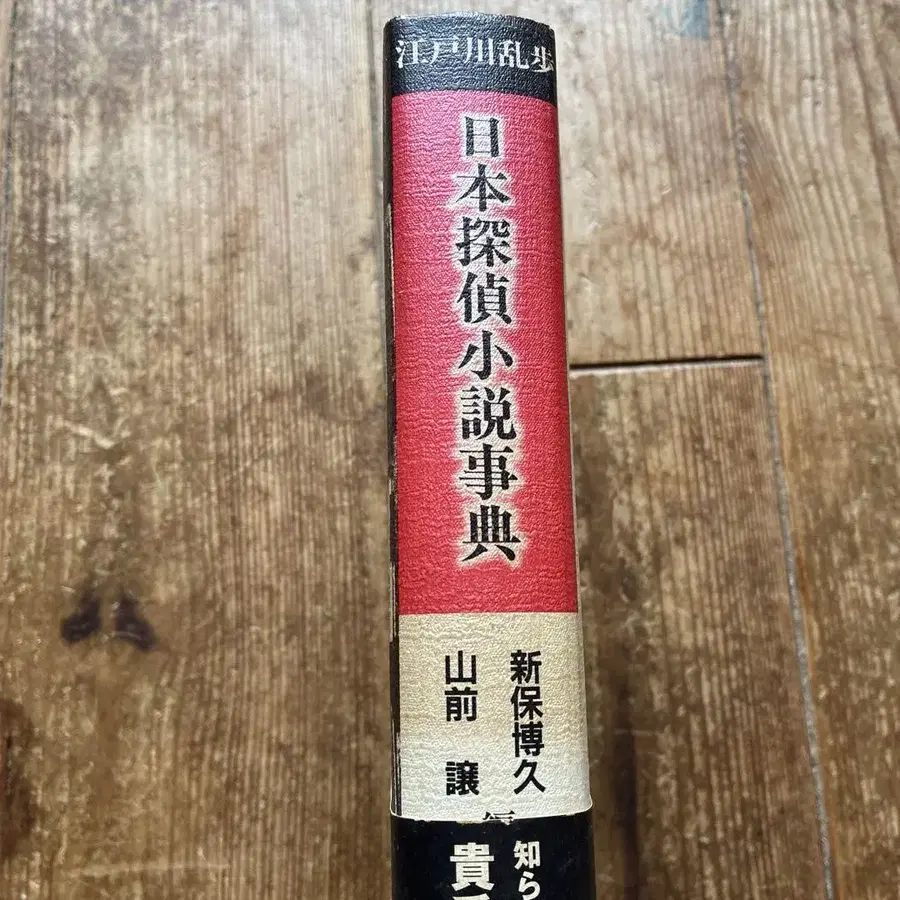 江戸川乱歩
日本探偵小説事典
新保博久
山前 譲
編
知ら
貴